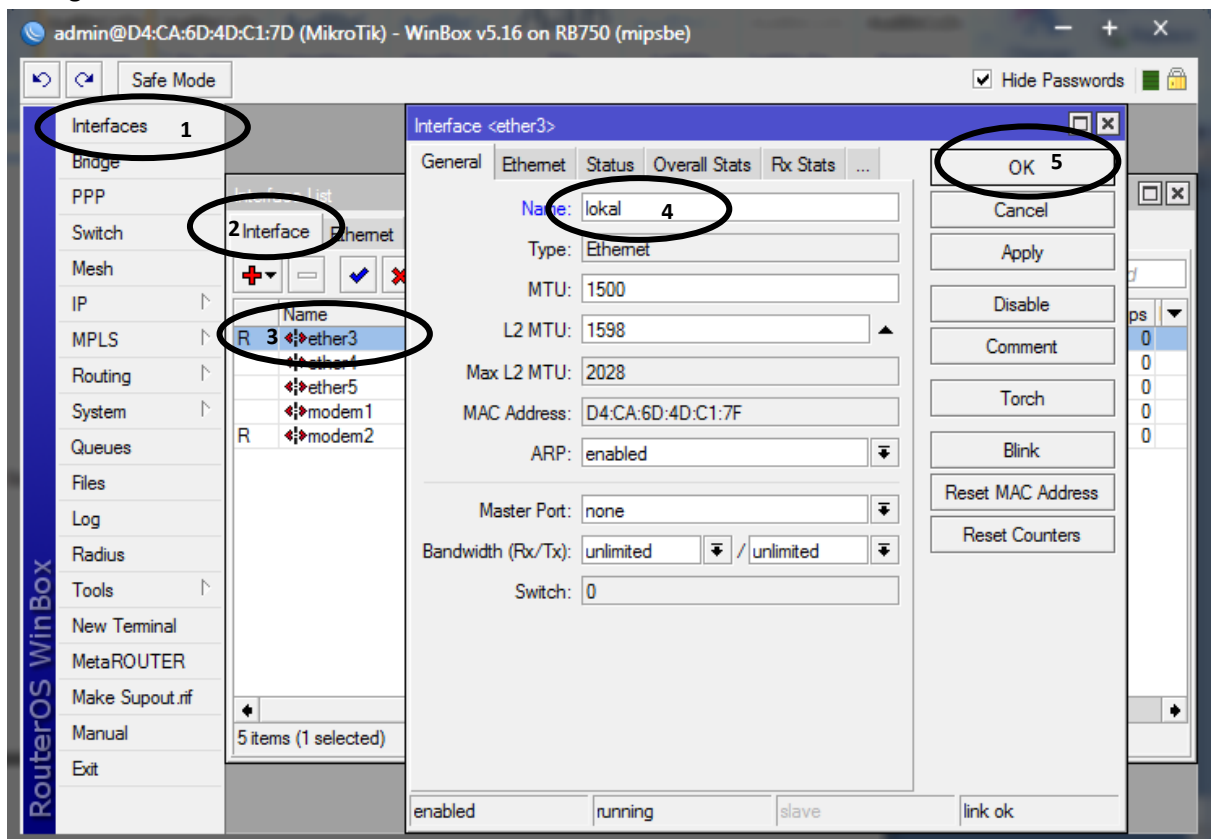 admin@D4:CA:6D:4D:C1:7D (MikroTik) - WinBox v5.16 on RB750 (mipsbe)
Safe Mode
Hide Passwords
Interfaces 1
Bridge
PPP
Switch
Mesh
IP
MPLS
Routing
System
Queues
Files
Log
Radius
Tools
New Terminal
MetaROUTER
Make Supout.rif
Manual
Exit
RouterOS WinBox
Interface List
2 Interface Ethernet
Name
R 3 ether3
ether4
ether5
modem1
R modem2
5 items (1 selected)
Interface <ether3>
General Ethernet Status Overall Stats Rx Stats ...
Name: lokal 4
Type: Ethernet
MTU: 1500
L2 MTU: 1598
Max L2 MTU: 2028
MAC Address: D4:CA:6D:4D:C1:7F
ARP: enabled
Master Port: none
Bandwidth (Rx/Tx): unlimited / unlimited
Switch: 0
OK 5
Cancel
Apply
Disable
Comment
Torch
Blink
Reset MAC Address
Reset Counters
enabled running slave link ok
ps
0
0
0
0
0